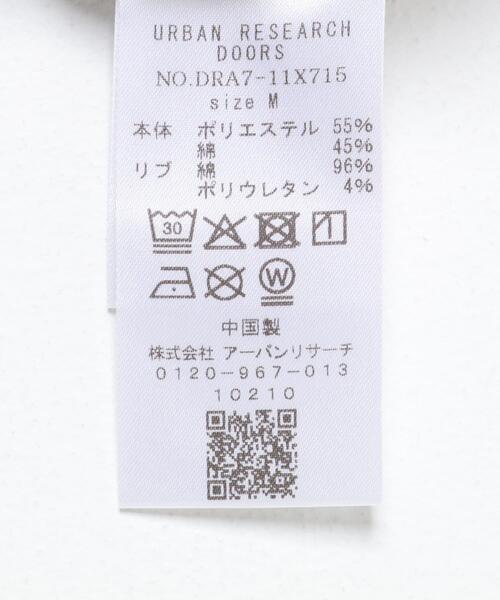 URBAN RESEARCH
DOORS
NO.DRA7-11X715
size M
本体 ポリエステル 55%
綿 45%
リブ 綿 96%
ポリウレタン 4%
30
W
中国製
株式会社 アーバンリサーチ
0120-967-013
10210